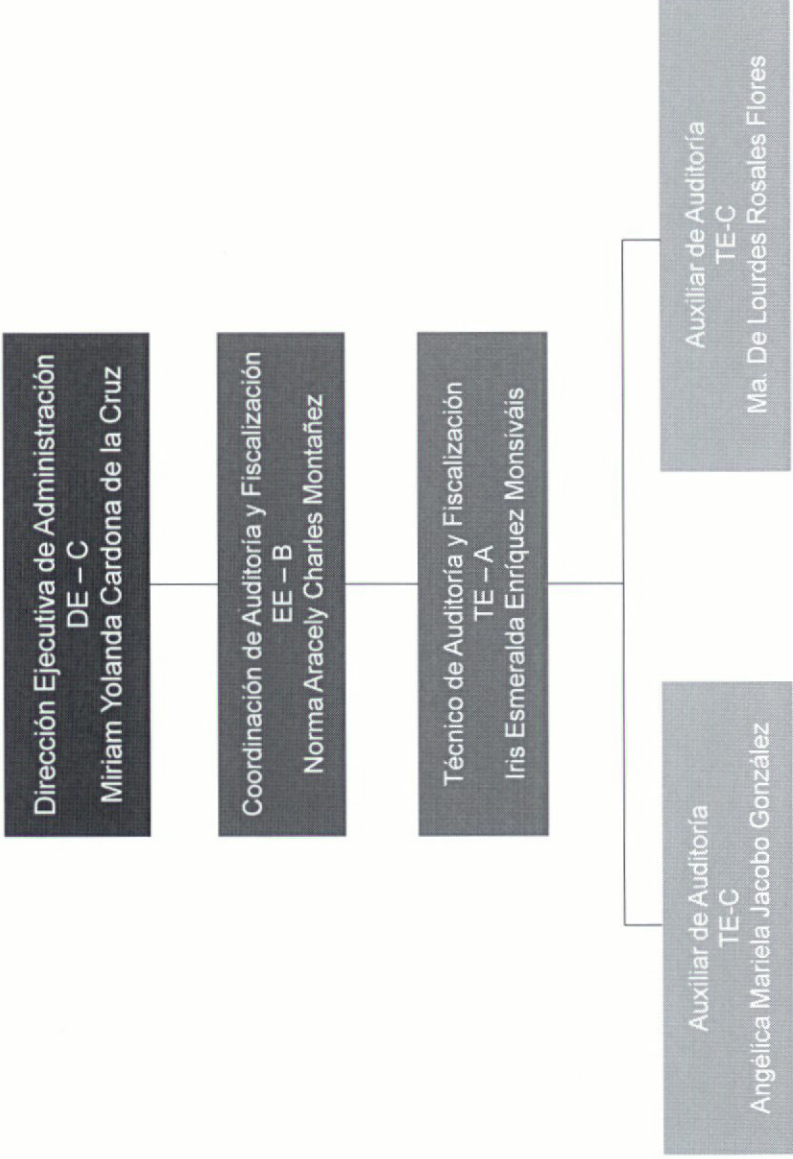 Dirección Ejecutiva de Administración
DE – C
Miriam Yolanda Cardona de la Cruz
Coordinación de Auditoría y Fiscalización
EE – B
Norma Aracely Charles Montañez
Técnico de Auditoría y Fiscalización
TE – A
Iris Esmeralda Enríquez Monsiváis
Auxiliar de Auditoría
TE-C
Angélica Mariela Jacobo González
Auxiliar de Auditoría
TE-C
Ma. De Lourdes Rosales Flores